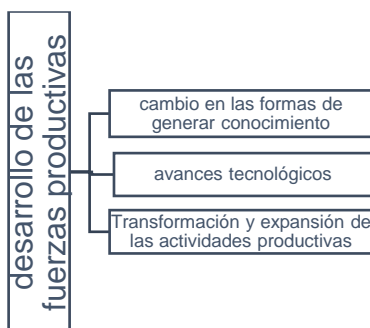 desarrollo de las
fuerzas productivas
cambio en las formas de
generar conocimiento
avances tecnológicos
Transformación y expansión de
las actividades productivas